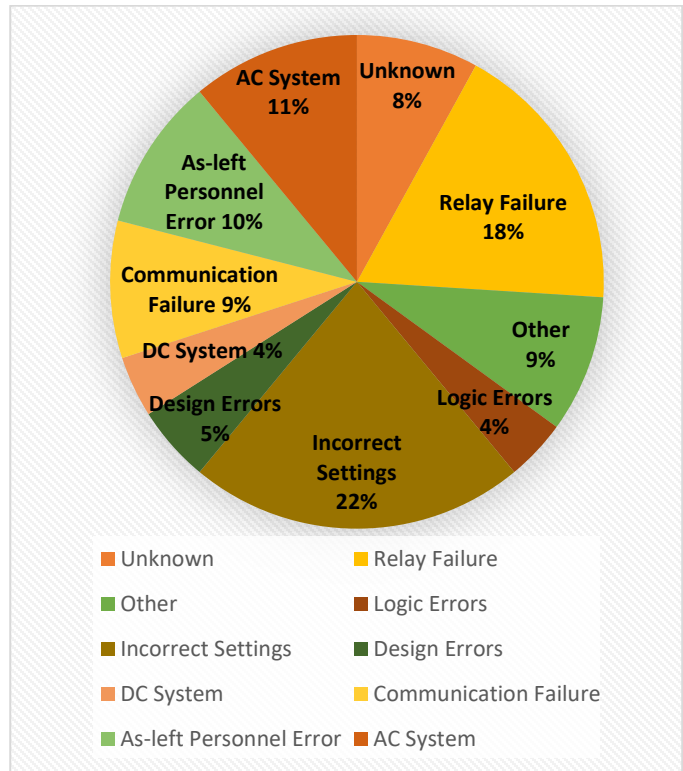 AC System
11%
Unknown
8%
As-left
Personnel
Error 10%
Relay Failure
18%
Communication
Failure 9%
Other
9%
DC System 4%
Logic Errors
4%
Design Errors
5%
Incorrect
Settings
22%
Unknown
Relay Failure
Other
Logic Errors
Incorrect Settings
Design Errors
DC System
Communication Failure
As-left Personnel Error
AC System